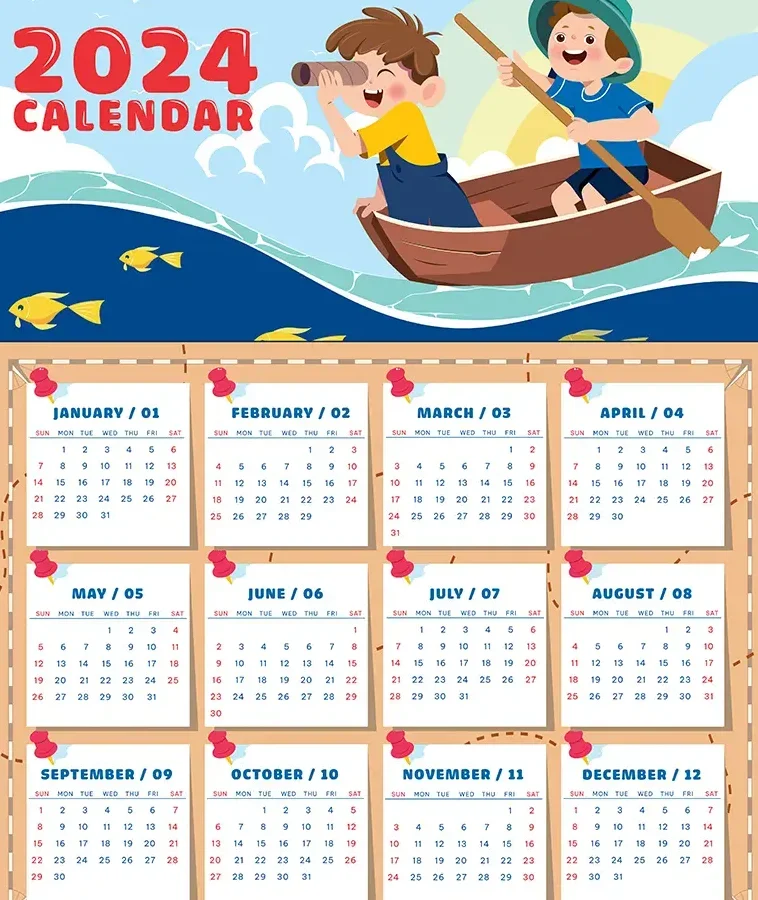 2024
CALENDAR
JANUARY / 01
SUN MON TUE WED THU FRI SAT
1 2 3 4 5 6
7 8 9 10 11 12 13
14 15 16 17 18 19 20
21 22 23 24 25 26 27
28 29 30 31
FEBRUARY / 02
SUN MON TUE WED THU FRI SAT
1 2 3
4 5 6 7 8 9 10
11 12 13 14 15 16 17
18 19 20 21 22 23 24
25 26 27 28 29
MARCH / 03
SUN MON TUE WED THU FRI SAT
1 2
3 4 5 6 7 8 9
10 11 12 13 14 15 16
17 18 19 20 21 22 23
24 25 26 27 28 29 30
31
APRIL / 04
SUN MON TUE WED THU FRI SAT
1 2 3 4 5 6
7 8 9 10 11 12 13
14 15 16 17 18 19 20
21 22 23 24 25 26 27
28 29 30
MAY / 05
SUN MON TUE WED THU FRI SAT
1 2 3 4
5 6 7 8 9 10 11
12 13 14 15 16 17 18
19 20 21 22 23 24 25
26 27 28 29 30 31
JUNE / 06
SUN MON TUE WED THU FRI SAT
1
2 3 4 5 6 7 8
9 10 11 12 13 14 15
16 17 18 19 20 21 22
23 24 25 26 27 28 29
30
JULY / 07
SUN MON TUE WED THU FRI SAT
1 2 3 4 5 6
7 8 9 10 11 12 13
14 15 16 17 18 19 20
21 22 23 24 25 26 27
28 29 30 31
AUGUST / 08
SUN MON TUE WED THU FRI SAT
1 2 3
4 5 6 7 8 9 10
11 12 13 14 15 16 17
18 19 20 21 22 23 24
25 26 27 28 29 30 31
SEPTEMBER / 09
SUN MON TUE WED THU FRI SAT
1 2 3 4 5 6 7
8 9 10 11 12 13 14
15 16 17 18 19 20 21
22 23 24 25 26 27 28
29 30
OCTOBER / 10
SUN MON TUE WED THU FRI SAT
1 2 3 4 5
6 7 8 9 10 11 12
13 14 15 16 17 18 19
20 21 22 23 24 25 26
27 28 29 30 31
NOVEMBER / 11
SUN MON TUE WED THU FRI SAT
1 2
3 4 5 6 7 8 9
10 11 12 13 14 15 16
17 18 19 20 21 22 23
24 25 26 27 28 29 30
DECEMBER / 12
SUN MON TUE WED THU FRI SAT
1 2 3 4 5 6 7
8 9 10 11 12 13 14
15 16 17 18 19 20 21
22 23 24 25 26 27 28
29 30 31